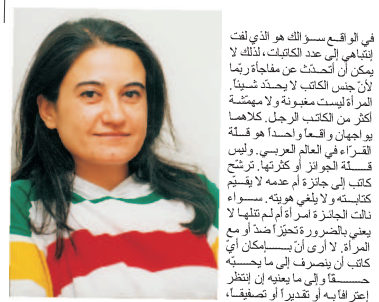 في الواقع سؤالك هو الذي لفت
إنتباهي إلى عدد الكاتبات، لذلك لا
يمكن أن أتحدّث عن مفاجأة ربّما
لأنّ جنس الكاتب لا يحدّد شيئاً.
المرأة ليست مغبونة ولا مهمّشة
أكثر من الكاتب الرجل. كلاهما
يواجهان واقعاً واحداً هو قلّة
القرّاء في العالم العربي. وليس
قلّة الجوائز أو كثرتها. ترشّح
كاتب إلى جائزة أم عدمه لا يقيّم
كتابته ولا يلغي هويته. سواء
نالت الجائزة امرأة أم لم تنلها لا
يعني بالضرورة تحيّزاً ضدّ أو مع
المرأة. لا أرى أنّ بإمكان أيّ
كاتب أن ينصرف إلى ما يحبّه
حقّاً وإلى ما يعنيه إن إنتظر
إعترافاً به أو تقديراً أو تصفيقاً،